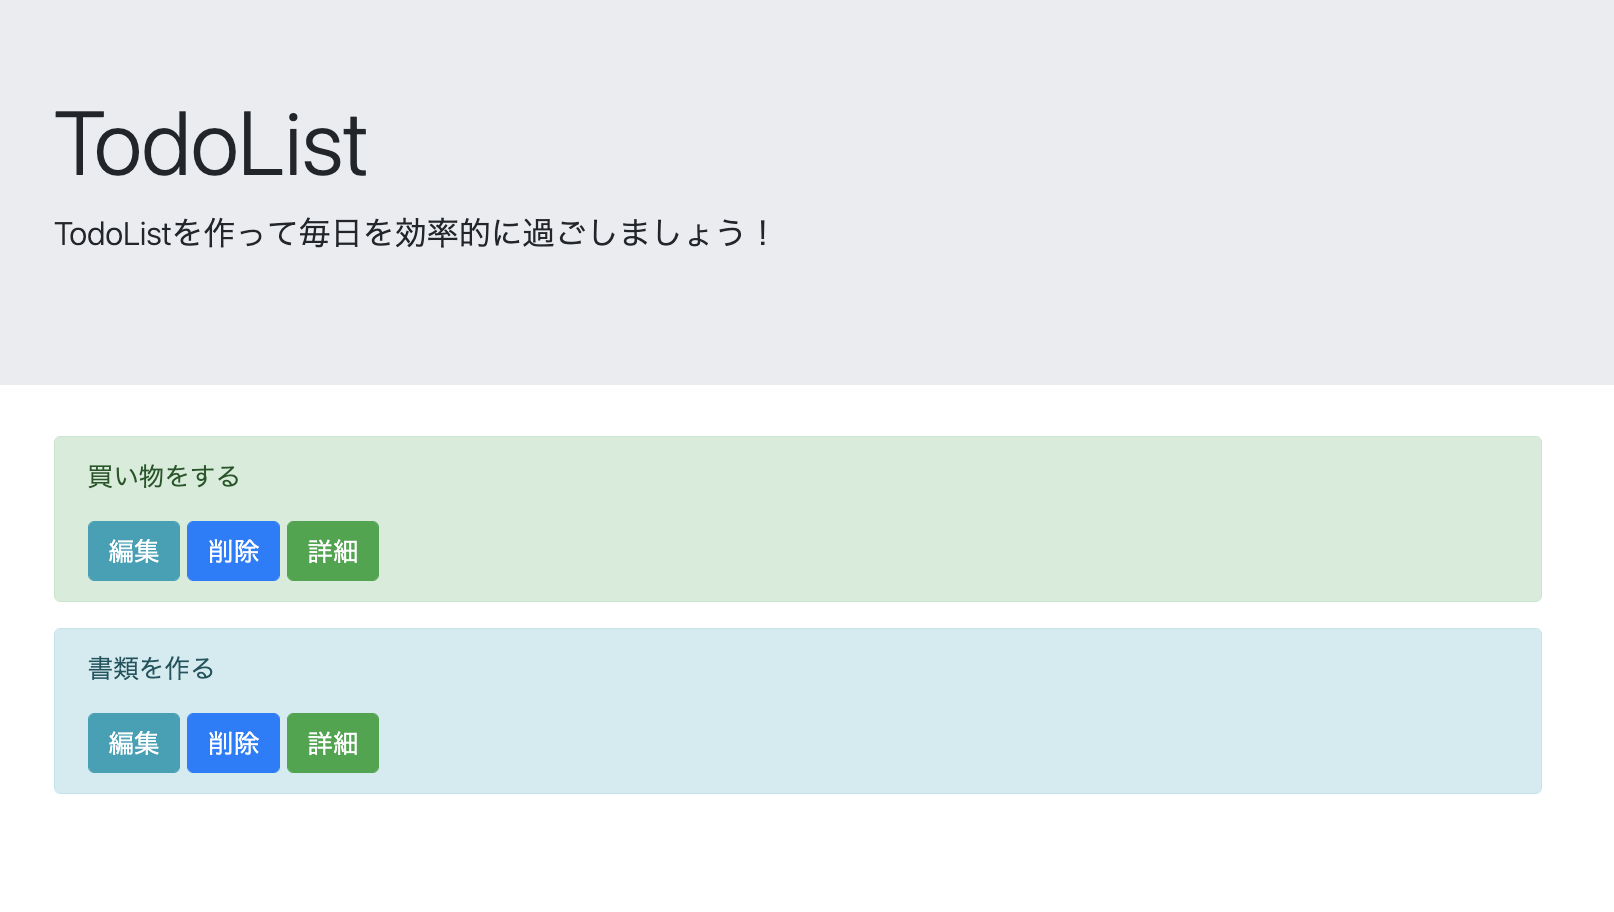 TodoList
TodoListを作って毎日を効率的に過ごしましょう！
買い物をする
編集 削除 詳細
書類を作る
編集 削除 詳細